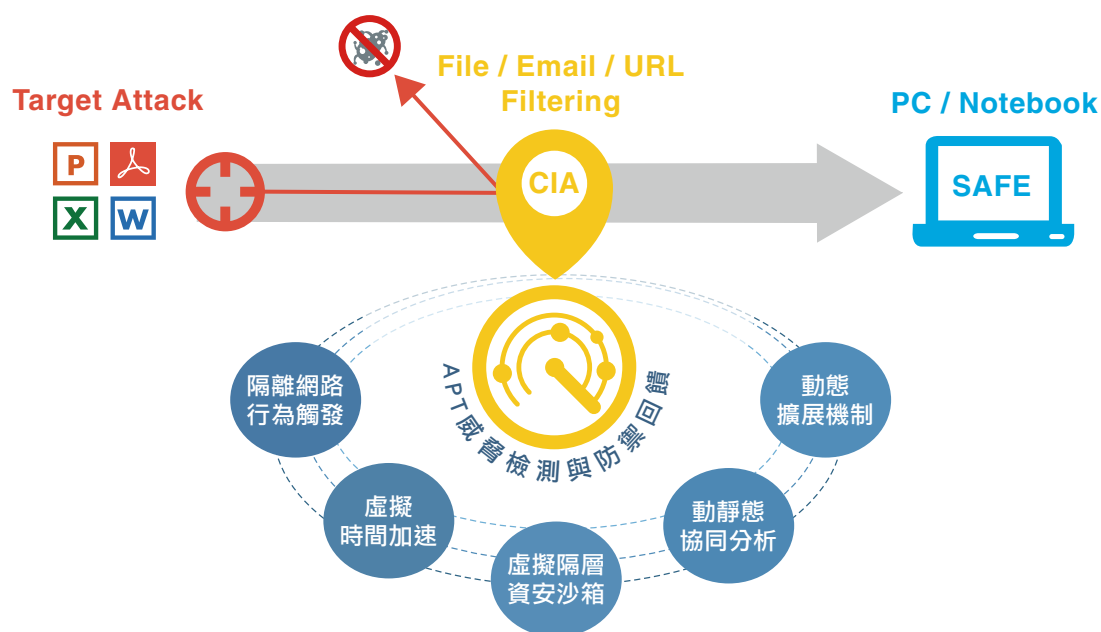 File / Email / URL
Filtering
Target Attack
PC / Notebook
P
X
W
CIA
SAFE
APT威脅檢測與防禦回饋
隔離網路
行為觸發
動態
擴展機制
虛擬
時間加速
動靜態
協同分析
虛擬隔層
資安沙箱